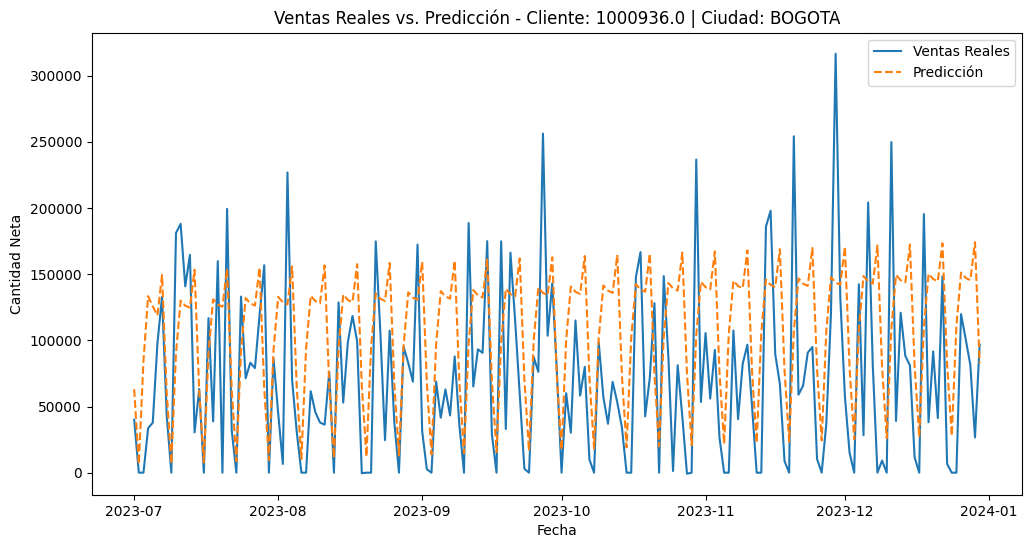 Ventas Reales vs. Predicción - Cliente: 1000936.0 | Ciudad: BOGOTA
Ventas Reales
Predicción
Cantidad Neta
300000
250000
200000
150000
100000
50000
0
2023-07
2023-08
2023-09
2023-10
2023-11
2023-12
2024-01
Fecha